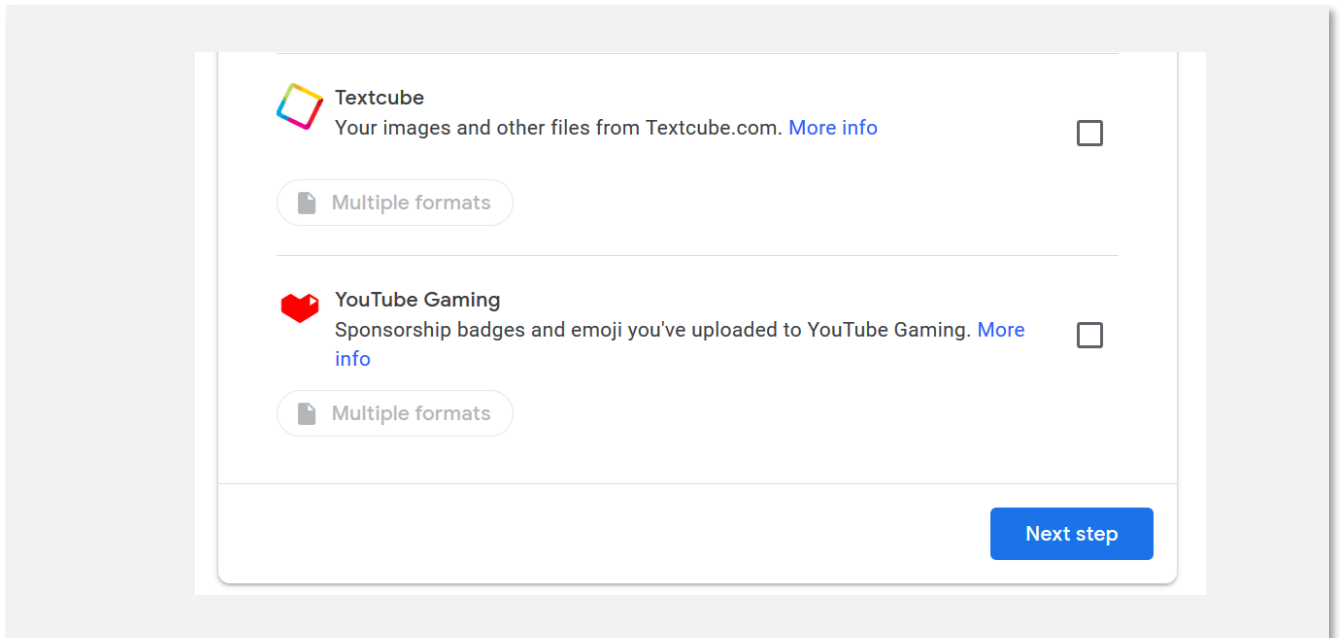 Textcube
Your images and other files from Textcube.com. More info
Multiple formats
YouTube Gaming
Sponsorship badges and emoji you've uploaded to YouTube Gaming. More
info
Multiple formats
Next step